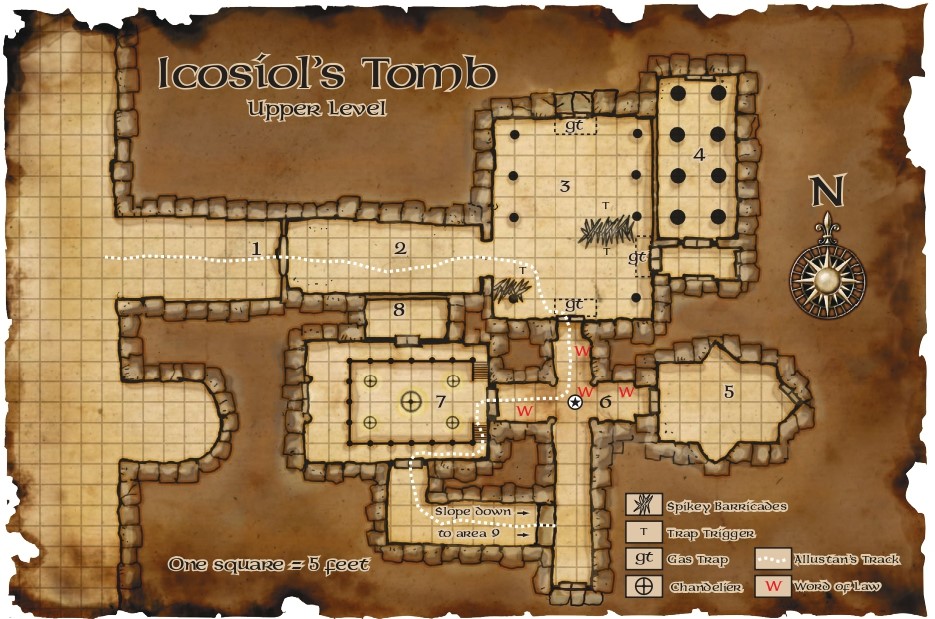 Icosiol's Tomb
Upper Level
gt
4
3
T
N
1
2
T
gt
T
gt
8
W
5
W
W
7
W
6
Slope down →
to area 9 →
Spikey Barricades
T
Trap Trigger
gt
Gas Trap
Allustan's Track
Chandelier
W
Word of Law
One square = 5 feet